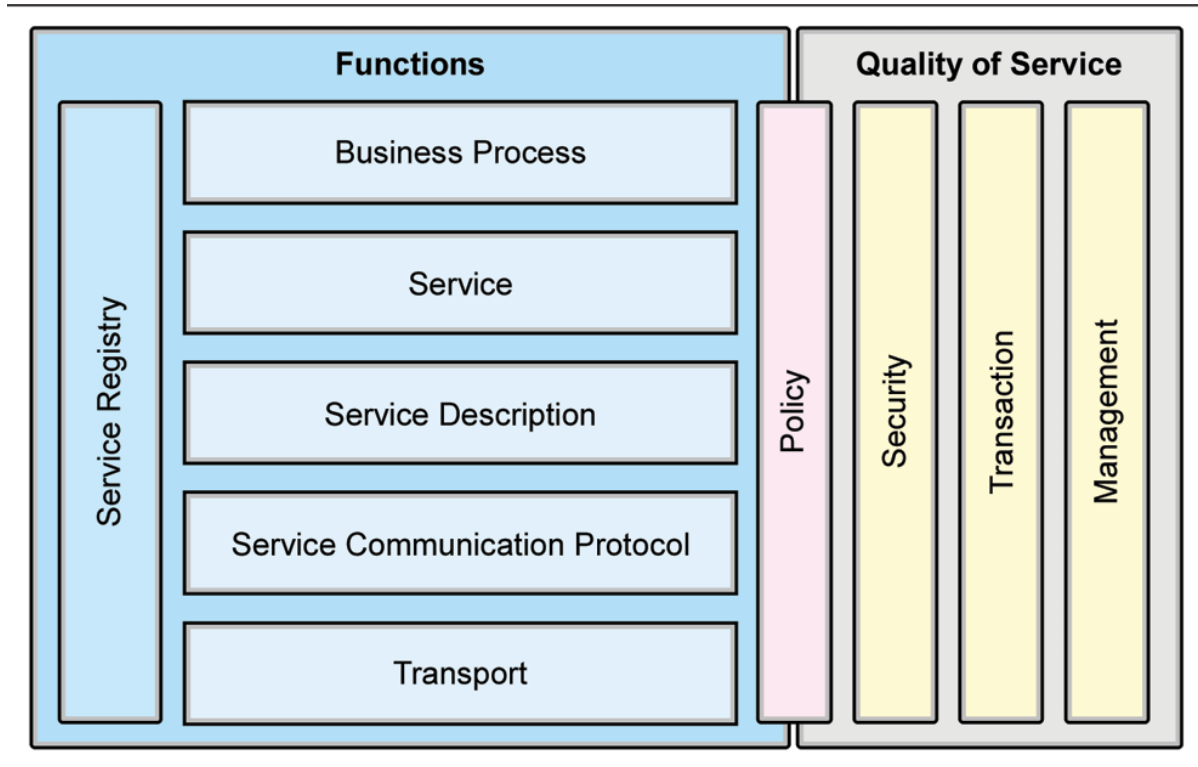 Functions
Quality of Service
Service Registry
Business Process
Service
Service Description
Service Communication Protocol
Transport
Policy
Security
Transaction
Management